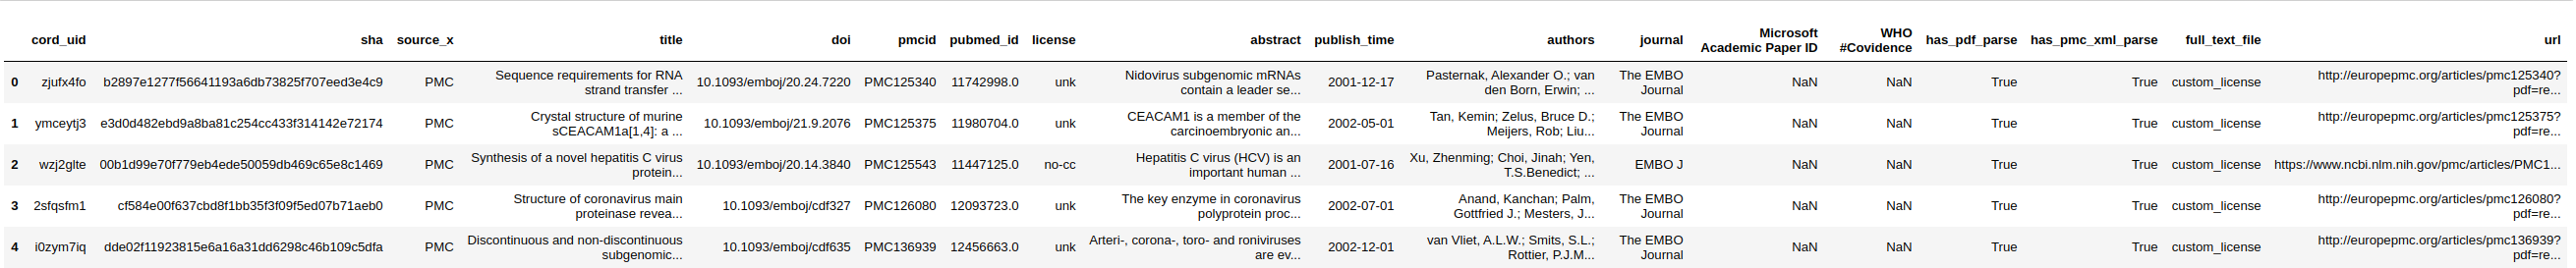 cord_uid sha source_x title doi pmcid pubmed_id license abstract publish_time authors journal Microsoft Academic Paper ID WHO #Covidence has_pdf_parse has_pmc_xml_parse full_text_file url
0 zjufx4fo b2897e1277f56641193a6db73825f707eed3e4c9 PMC Sequence requirements for RNA strand transfer ... 10.1093/emboj/20.24.7220 PMC125340 11742998.0 unk Nidovirus subgenomic mRNAs contain a leader se... 2001-12-17 Pasternak, Alexander O.; van den Born, Erwin; ... The EMBO Journal NaN NaN True True custom_license http://europepmc.org/articles/pmc125340?pdf=re...
1 ymceytj3 e3d0d482ebd9a8ba81c254cc433f314142e72174 PMC Crystal structure of murine sCEACAM1a[1,4]: a ... 10.1093/emboj/21.9.2076 PMC125375 11980704.0 unk CEACAM1 is a member of the carcinoembryonic an... 2002-05-01 Tan, Kemin; Zelus, Bruce D.; Meijers, Rob; Liu... The EMBO Journal NaN NaN True True custom_license http://europepmc.org/articles/pmc125375?pdf=re...
2 wzj2glte 00b1d99e70f779eb4ede50059db469c65e8c1469 PMC Synthesis of a novel hepatitis C virus protein... 10.1093/emboj/20.14.3840 PMC125543 11447125.0 no-cc Hepatitis C virus (HCV) is an important human ... 2001-07-16 Xu, Zhenming; Choi, Jinah; Yen, T.S.Benedict; ... EMBO J NaN NaN True True custom_license https://www.ncbi.nlm.nih.gov/pmc/articles/PMC1...
3 2sfqsfm1 cf584e00f637cbd8f1bb35f3f09f5ed07b71aeb0 PMC Structure of coronavirus main proteinase revea... 10.1093/emboj/cdf327 PMC126080 12093723.0 unk The key enzyme in coronavirus polyprotein proc... 2002-07-01 Anand, Kanchan; Palm, Gottfried J.; Mesters, J... The EMBO Journal NaN NaN True True custom_license http://europepmc.org/articles/pmc126080?pdf=re...
4 i0zym7iq dde02f11923815e6a16a31dd6298c46b109c5dfa PMC Discontinuous and non-discontinuous subgenomic... 10.1093/emboj/cdf635 PMC136939 12456663.0 unk Arteri-, corona-, toro- and roniviruses are ev... 2002-12-01 van Vliet, A.L.W.; Smits, S.L.; Rottier, P.J.M... The EMBO Journal NaN NaN True True custom_license http://europepmc.org/articles/pmc136939?pdf=re...